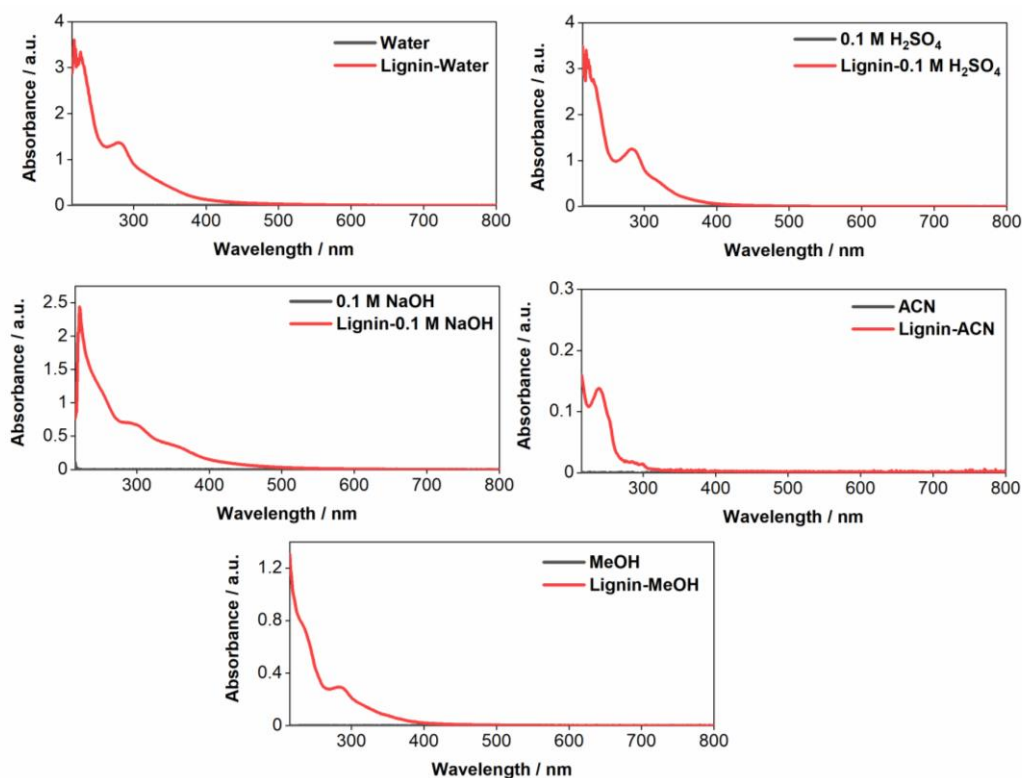 Absorbance / a.u.
4
3
2
1
0
Water
Lignin-Water
300 400 500 600 700 800
Wavelength / nm
Absorbance / a.u.
4
3
2
1
0
0.1 M H₂SO₄
Lignin-0.1 M H₂SO₄
300 400 500 600 700 800
Wavelength / nm
Absorbance / a.u.
2.5
2
1.5
1
0.5
0
0.1 M NaOH
Lignin-0.1 M NaOH
300 400 500 600 700 800
Wavelength / nm
Absorbance / a.u.
0.3
0.2
0.1
0
ACN
Lignin-ACN
300 400 500 600 700 800
Wavelength / nm
Absorbance / a.u.
1.2
0.8
0.4
0
MeOH
Lignin-MeOH
300 400 500 600 700 800
Wavelength / nm